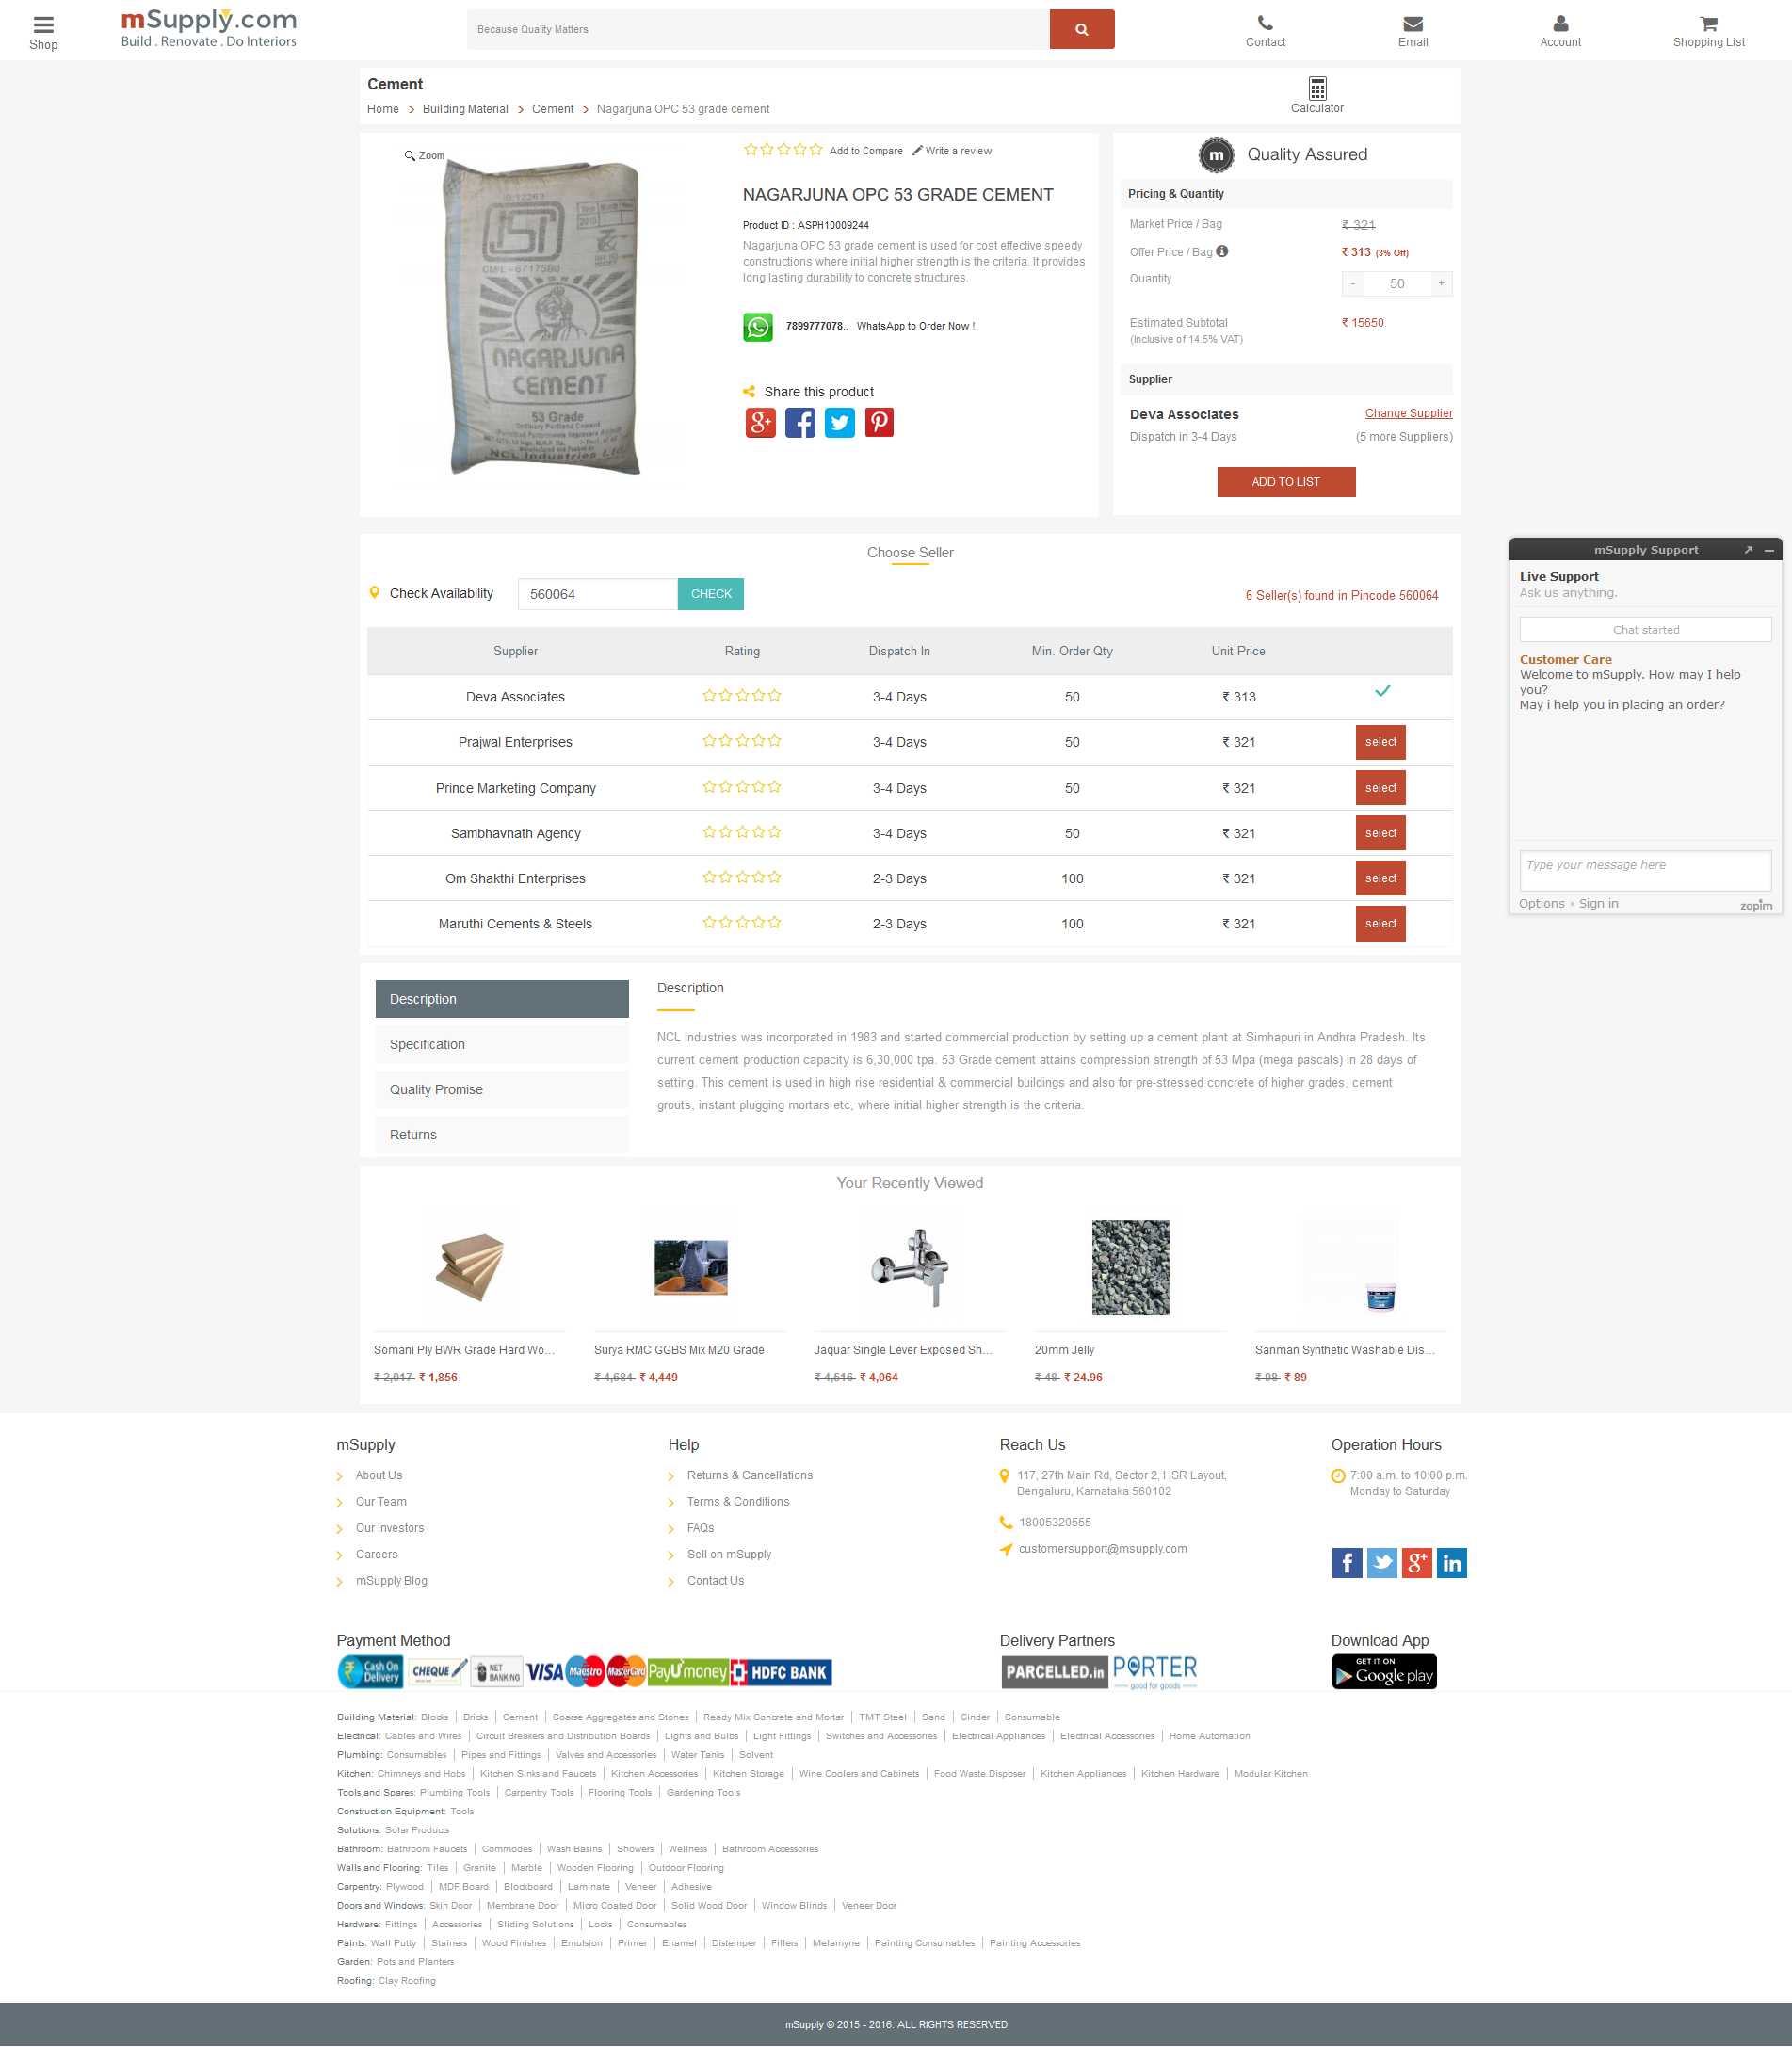 Shop
mSupply.com
Build . Renovate . Do Interiors
Because Quality Matters
Contact
Email
Account
Shopping List
Cement
Home > Building Material > Cement > Nagarjuna OPC 53 grade cement
Calculator
Zoom
NAGARJUNA
CEMENT
53 Grade
Ordinary Portland Cement
NCL Industries Ltd
Add to Compare
Write a review
NAGARJUNA OPC 53 GRADE CEMENT
Product ID : ASPH10009244
Nagarjuna OPC 53 grade cement is used for cost effective speedy
constructions where initial higher strength is the criteria. It provides
long lasting durability to concrete structures.
7899777078.. WhatsApp to Order Now !
Share this product
m Quality Assured
Pricing & Quantity
Market Price / Bag ₹ 321
Offer Price / Bag ₹ 313 (3% Off)
Quantity - 50 +
Estimated Subtotal ₹ 15650
(Inclusive of 14.5% VAT)
Supplier
Deva Associates Change Supplier
Dispatch in 3-4 Days (5 more Suppliers)
ADD TO LIST
Choose Seller
Check Availability 560064 CHECK 6 Seller(s) found in Pincode 560064
Supplier Rating Dispatch In Min. Order Qty Unit Price
Deva Associates 3-4 Days 50 ₹ 313
Prajwal Enterprises 3-4 Days 50 ₹ 321 select
Prince Marketing Company 3-4 Days 50 ₹ 321 select
Sambhavnath Agency 3-4 Days 50 ₹ 321 select
Om Shakthi Enterprises 2-3 Days 100 ₹ 321 select
Maruthi Cements & Steels 2-3 Days 100 ₹ 321 select
mSupply Support
Live Support
Ask us anything.
Chat started
Customer Care
Welcome to mSupply. How may I help
you?
May i help you in placing an order?
Type your message here
Options • Sign in zopim
Description
Specification
Quality Promise
Returns
Description
NCL industries was incorporated in 1983 and started commercial production by setting up a cement plant at Simhapuri in Andhra Pradesh. Its
current cement production capacity is 6,30,000 tpa. 53 Grade cement attains compression strength of 53 Mpa (mega pascals) in 28 days of
setting. This cement is used in high rise residential & commercial buildings and also for pre-stressed concrete of higher grades, cement
grouts, instant plugging mortars etc, where initial higher strength is the criteria.
Your Recently Viewed
Somani Ply BWR Grade Hard Wo...
₹ 2,017 ₹ 1,856
Surya RMC GGBS Mix M20 Grade
₹ 4,684 ₹ 4,449
Jaquar Single Lever Exposed Sh...
₹ 4,516 ₹ 4,064
20mm Jelly
₹ 48 ₹ 24.96
Sanman Synthetic Washable Dis...
₹ 98 ₹ 89
mSupply
About Us
Our Team
Our Investors
Careers
mSupply Blog
Help
Returns & Cancellations
Terms & Conditions
FAQs
Sell on mSupply
Contact Us
Reach Us
117, 27th Main Rd, Sector 2, HSR Layout,
Bengaluru, Karnataka 560102
18005320555
customersupport@msupply.com
Operation Hours
7:00 a.m. to 10:00 p.m.
Monday to Saturday
Payment Method
Cash On Delivery
CHEQUE
NET BANKING
VISA
Maestro
MasterCard
PayUmoney
HDFC BANK
Delivery Partners
PARCELLED.in
PORTER
good for goods
Download App
GET IT ON
Google play
Building Material: Blocks | Bricks | Cement | Coarse Aggregates and Stones | Ready Mix Concrete and Mortar | TMT Steel | Sand | Cinder | Consumable
Electrical: Cables and Wires | Circuit Breakers and Distribution Boards | Lights and Bulbs | Light Fittings | Switches and Accessories | Electrical Appliances | Electrical Accessories | Home Automation
Plumbing: Consumables | Pipes and Fittings | Valves and Accessories | Water Tanks | Solvent
Kitchen: Chimneys and Hobs | Kitchen Sinks and Faucets | Kitchen Accessories | Kitchen Storage | Wine Coolers and Cabinets | Food Waste Disposer | Kitchen Appliances | Kitchen Hardware | Modular Kitchen
Tools and Spares: Plumbing Tools | Carpentry Tools | Flooring Tools | Gardening Tools
Construction Equipment: Tools
Solutions: Solar Products
Bathroom: Bathroom Faucets | Commodes | Wash Basins | Showers | Wellness | Bathroom Accessories
Walls and Flooring: Tiles | Granite | Marble | Wooden Flooring | Outdoor Flooring
Carpentry: Plywood | MDF Board | Blockboard | Laminate | Veneer | Adhesive
Doors and Windows: Skin Door | Membrane Door | Micro Coated Door | Solid Wood Door | Window Blinds | Veneer Door
Hardware: Fittings | Accessories | Sliding Solutions | Locks | Consumables
Paints: Wall Putty | Stainers | Wood Finishes | Emulsion | Primer | Enamel | Distemper | Fillers | Melamyne | Painting Consumables | Painting Accessories
Garden: Pots and Planters
Roofing: Clay Roofing
mSupply © 2015 - 2016. ALL RIGHTS RESERVED